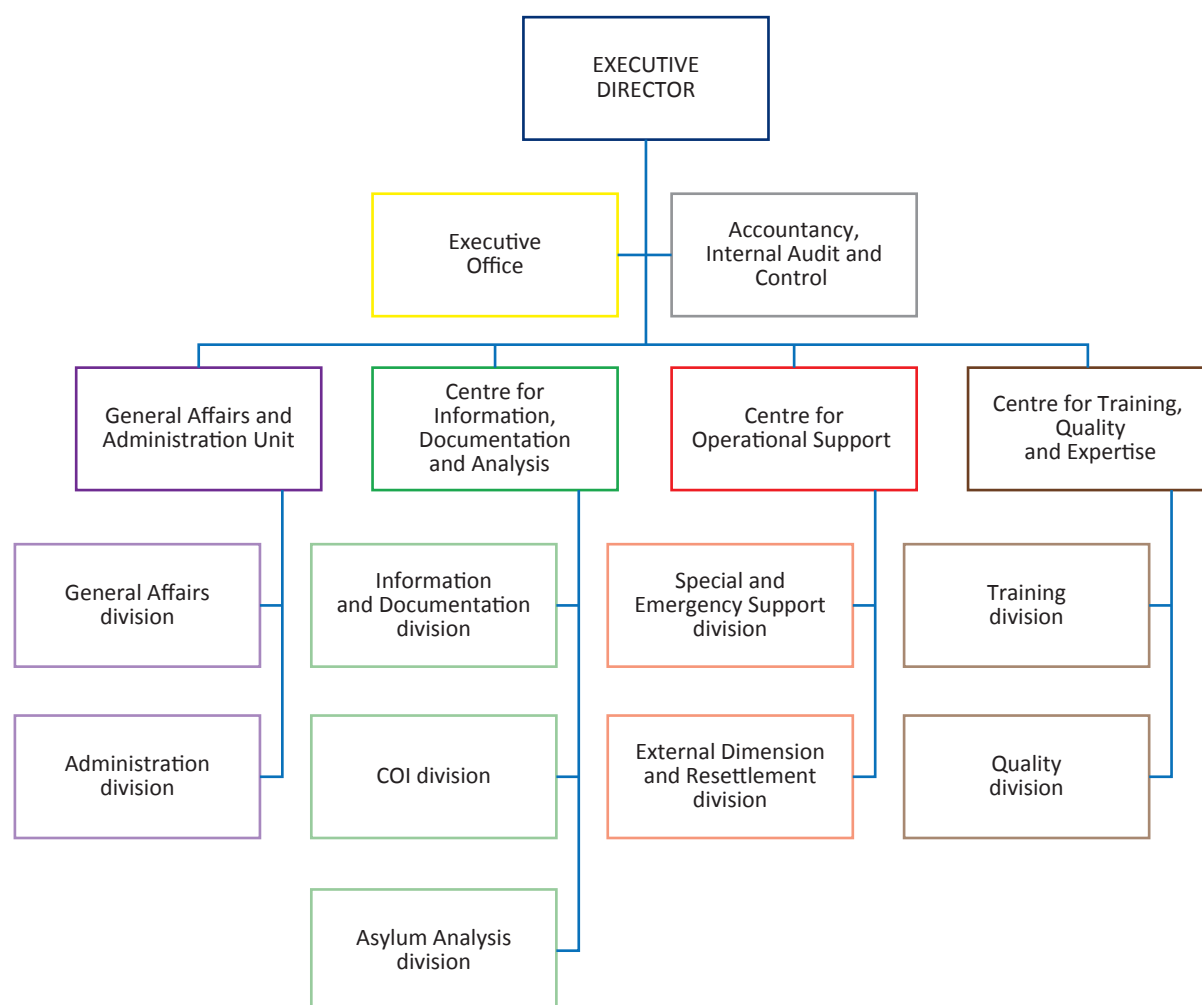 EXECUTIVE
DIRECTOR
Executive
Office
Accountancy,
Internal Audit and
Control
General Affairs and
Administration Unit
Centre for
Information,
Documentation
and Analysis
Centre for
Operational Support
Centre for Training,
Quality
and Expertise
General Affairs
division
Information
and Documentation
division
Special and
Emergency Support
division
Training
division
Administration
division
COI division
External Dimension
and Resettlement
division
Quality
division
Asylum Analysis
division